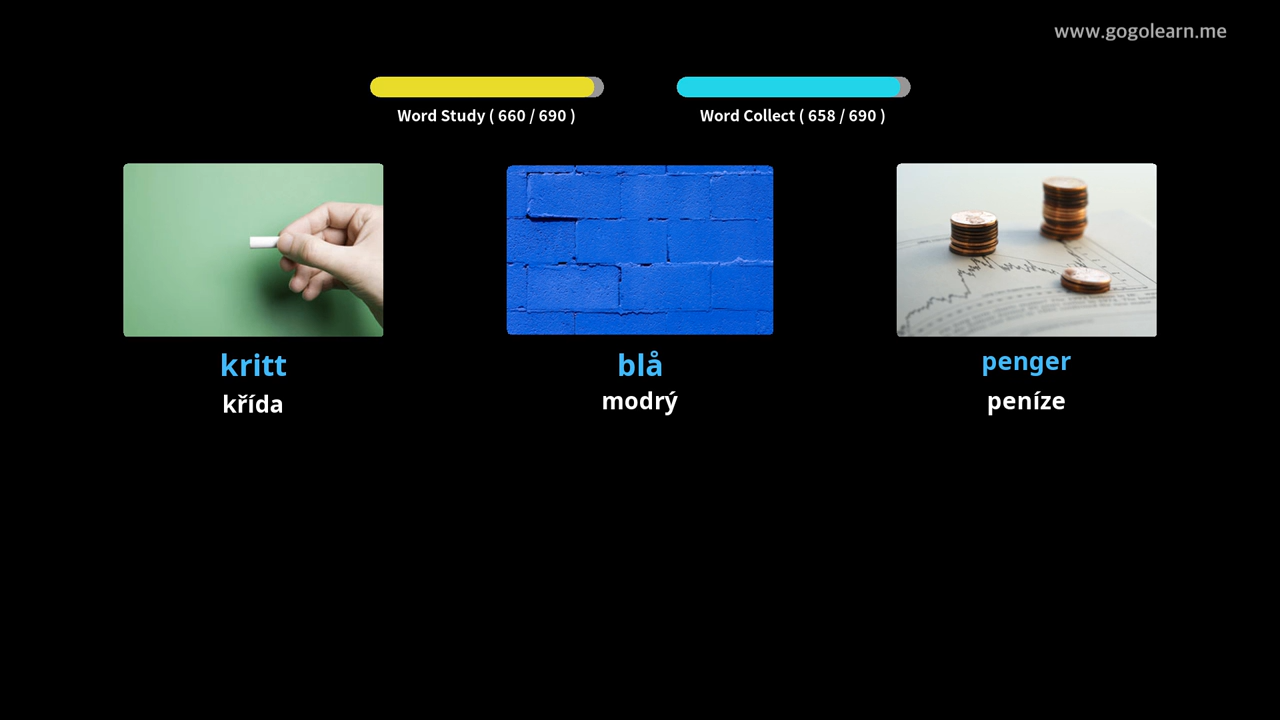 www.gogolearn.me
Word Study ( 660 / 690 )
Word Collect ( 658 / 690 )
kritt
blå
penger
křída
modrý
peníze